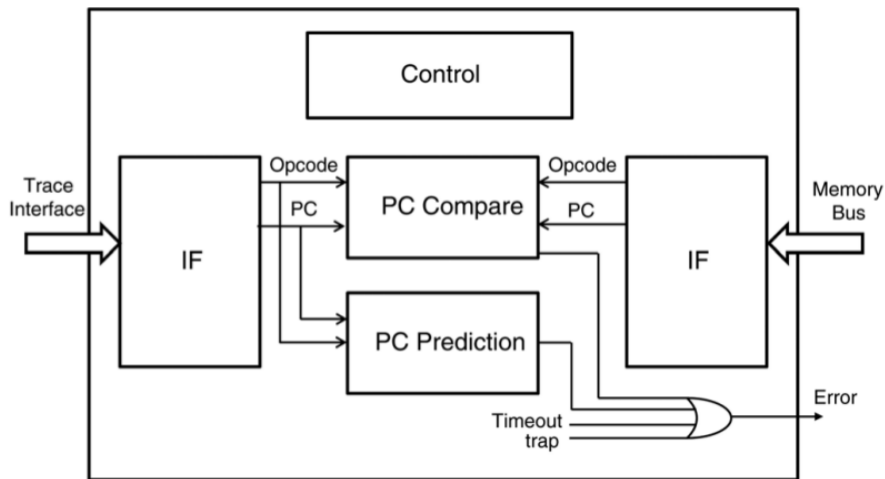 Control
Trace
Interface
IF
Opcode
PC
PC Compare
Opcode
PC
IF
Memory
Bus
PC Prediction
Timeout
trap
Error